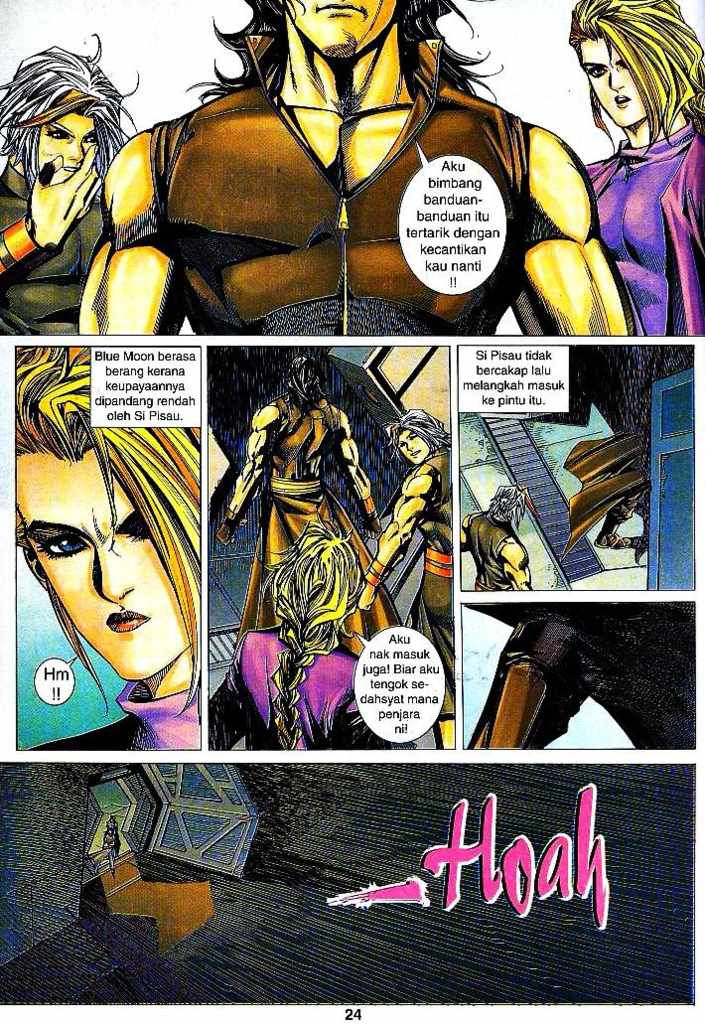 Aku
bimbang
banduan-
banduan itu
tertarik dengan
kecantikan
kau nanti
!!
Blue Moon berasa
berang kerana
keupayaannya
dipandang rendah
oleh Si Pisau.
Hm
!!
Aku
nak masuk
juga! Biar aku
tengok se-
dahsyat mana
penjara
ni!
Si Pisau tidak
bercakap lalu
melangkah masuk
ke pintu itu.
Hoah
24